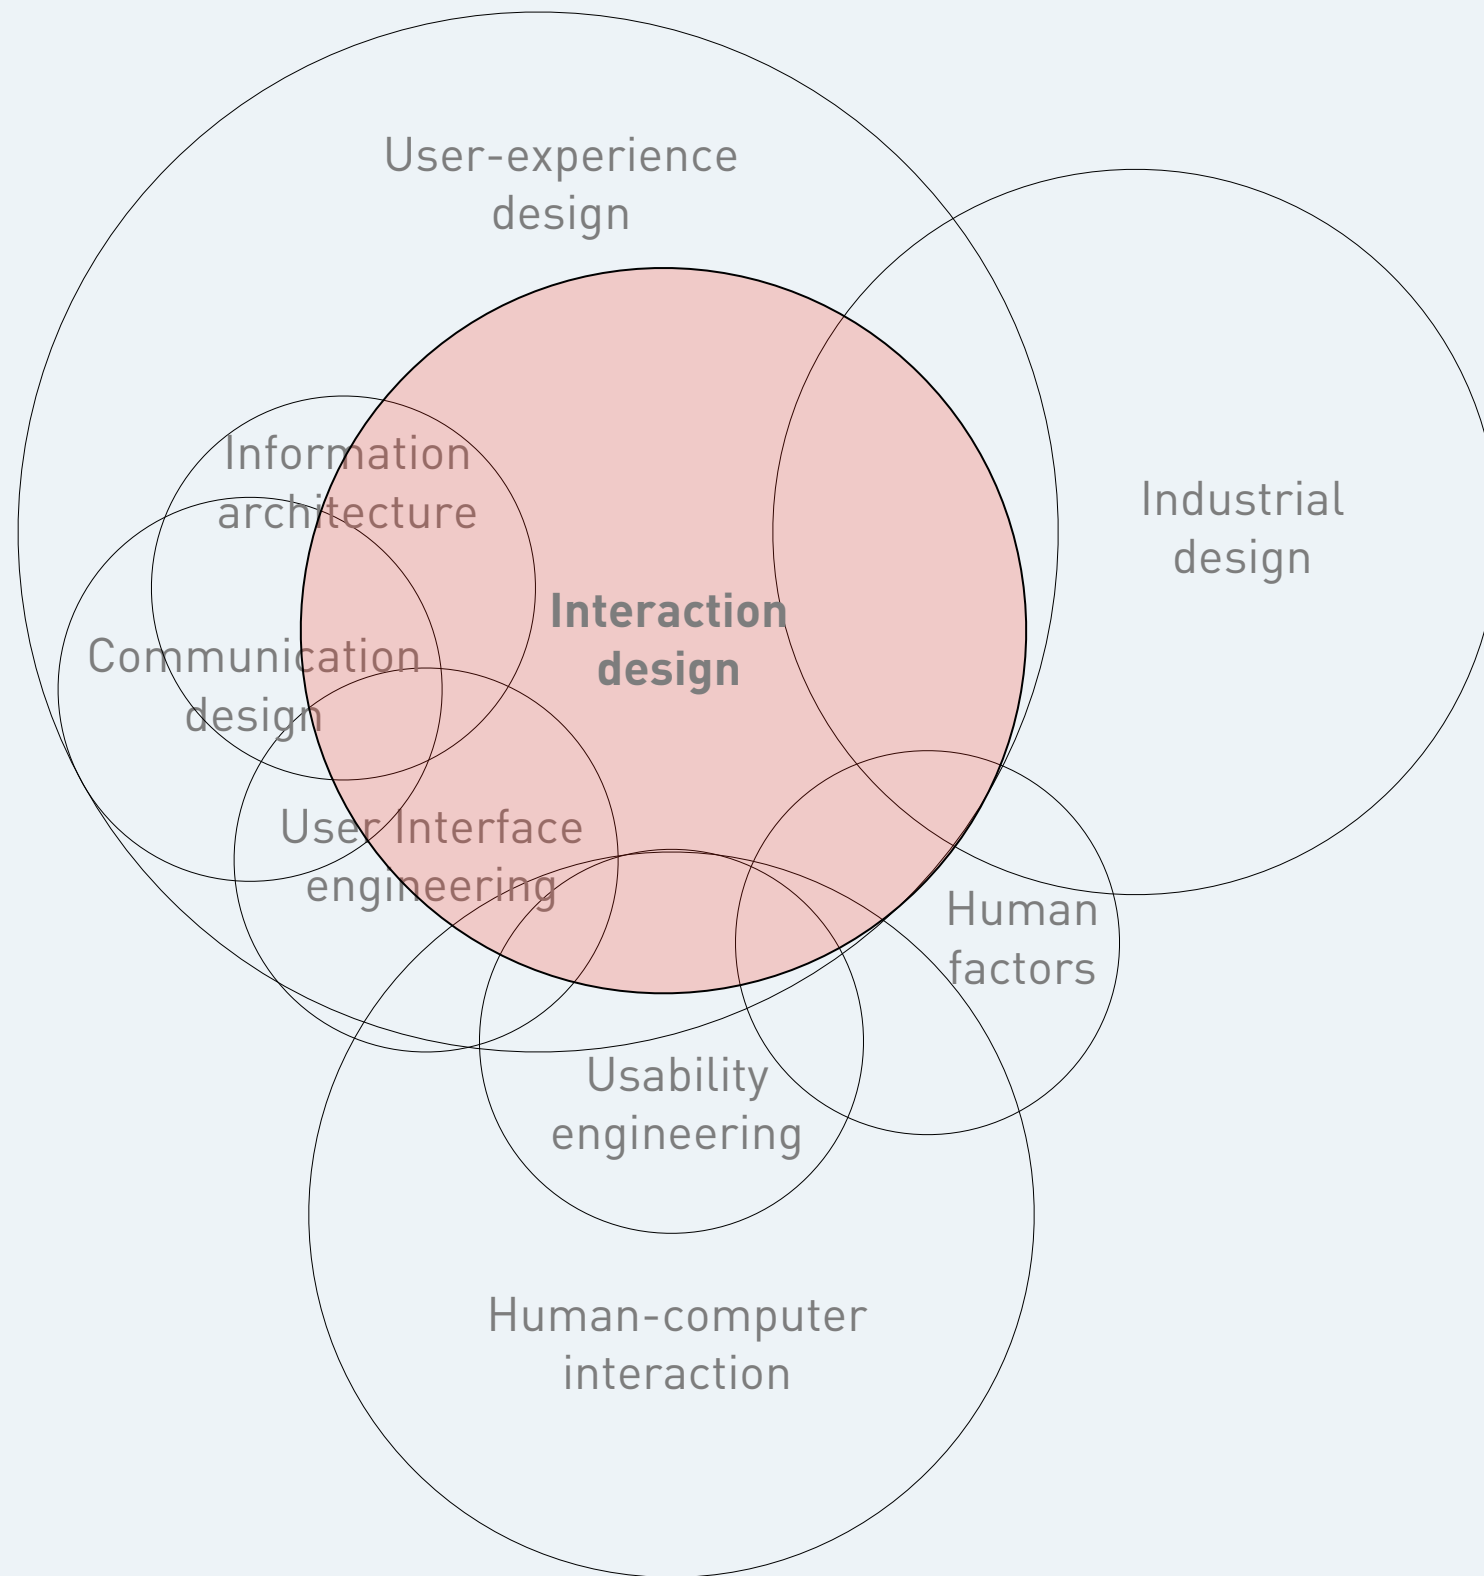 User-experience
design
Information
architecture
Industrial
design
Interaction
design
Communication
design
User Interface
engineering
Human
factors
Usability
engineering
Human-computer
interaction